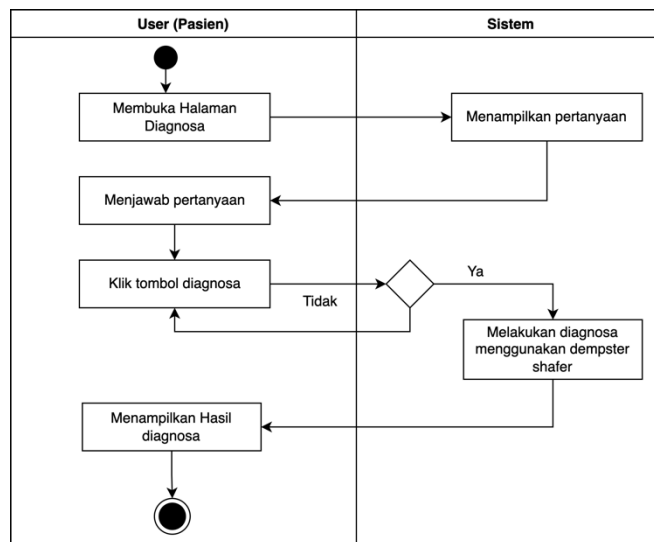 User (Pasien)
Sistem
Membuka Halaman
Diagnosa
Menampilkan pertanyaan
Menjawab pertanyaan
Klik tombol diagnosa
Tidak
Ya
Melakukan diagnosa
menggunakan dempster
shafer
Menampilkan Hasil
diagnosa